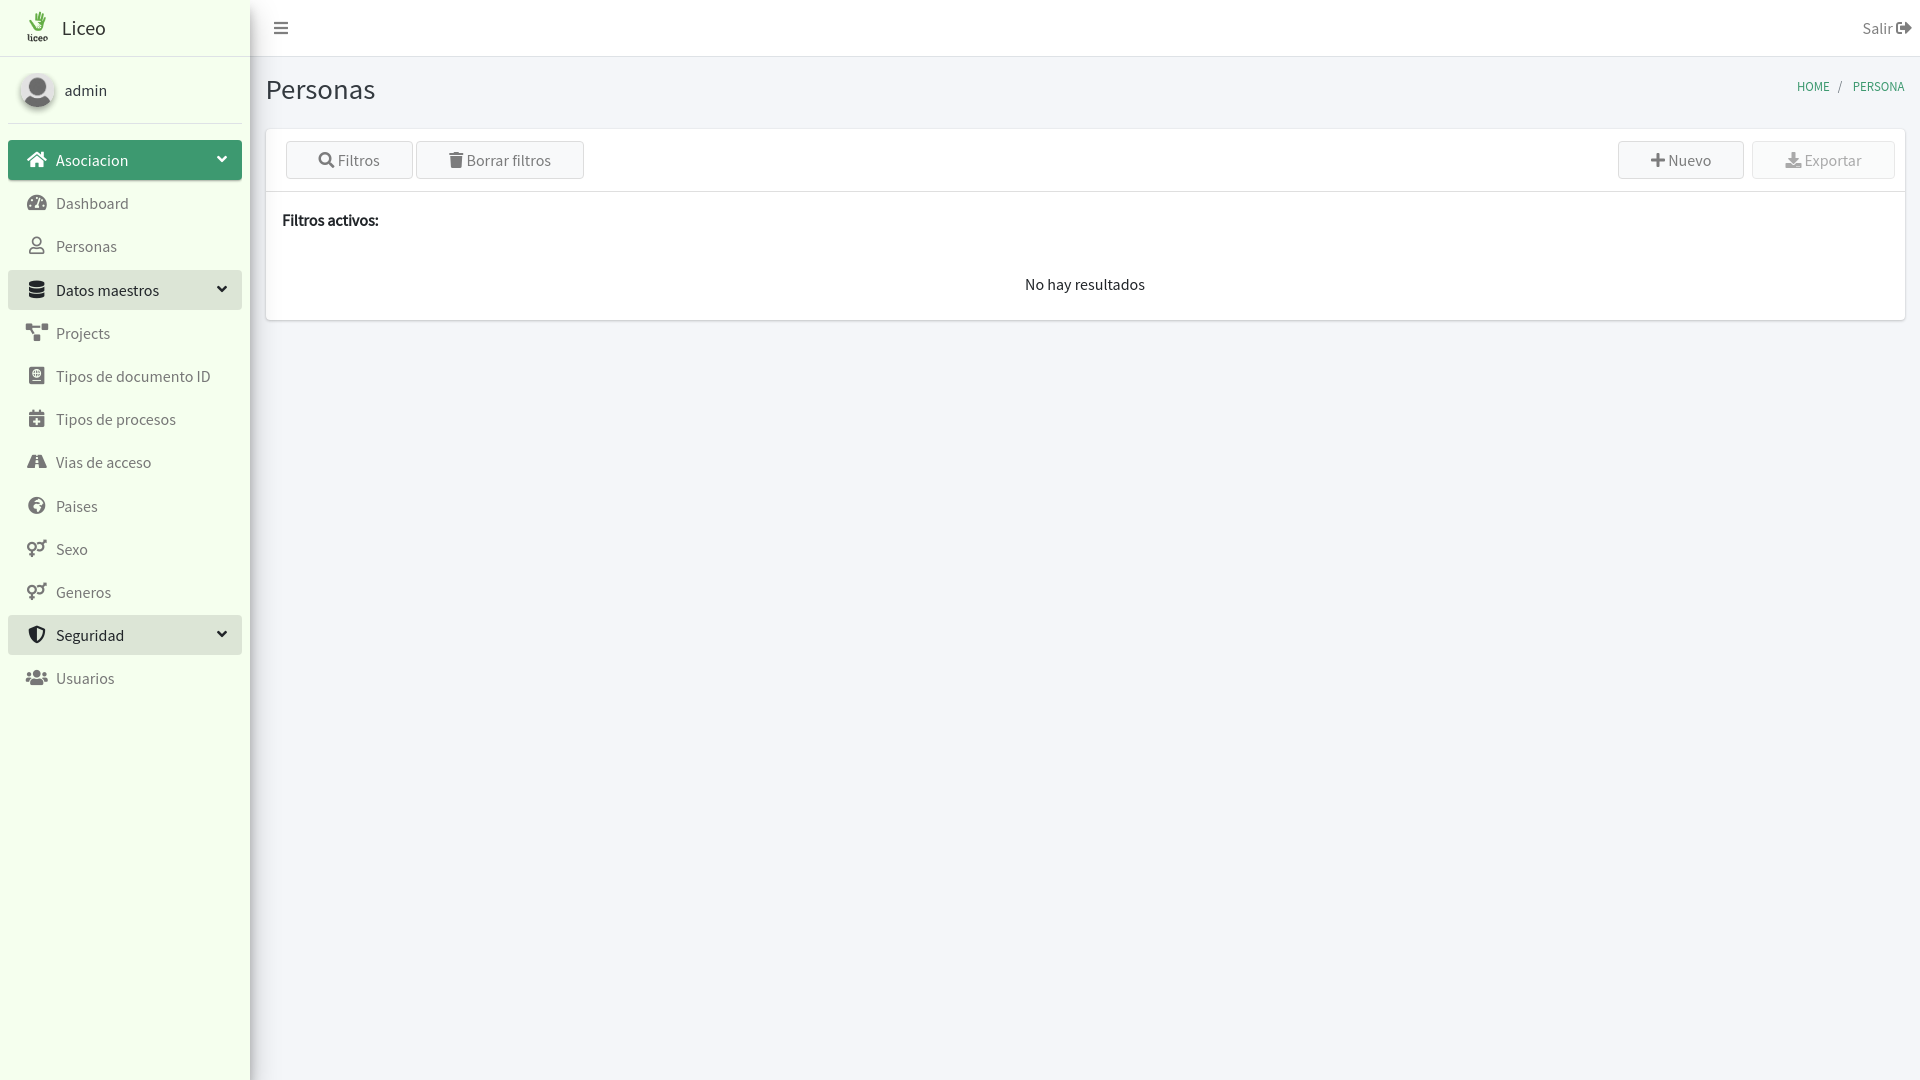 liceo
Liceo
Salir
admin
Personas
HOME / PERSONA
Asociacion
Dashboard
Personas
Datos maestros
Projects
Tipos de documento ID
Tipos de procesos
Vias de acceso
Paises
Sexo
Generos
Seguridad
Usuarios
Filtros
Borrar filtros
Nuevo
Exportar
Filtros activos:
No hay resultados